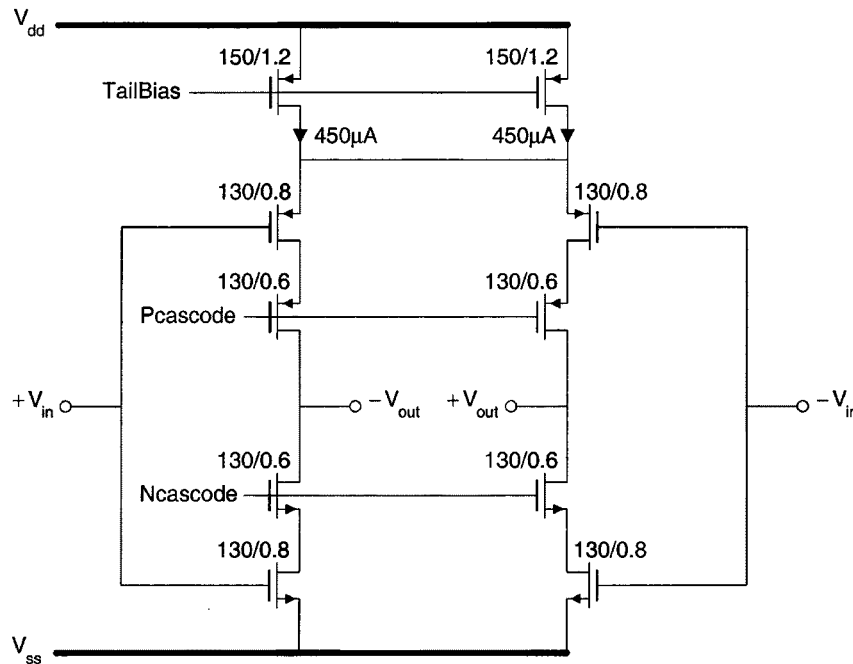 Vdd
150/1.2 150/1.2
TailBias
450μA 450μA
130/0.8 130/0.8
130/0.6 130/0.6
Pcascode
+Vin -Vout +Vout -Vin
130/0.6 130/0.6
Ncascode
130/0.8 130/0.8
Vss